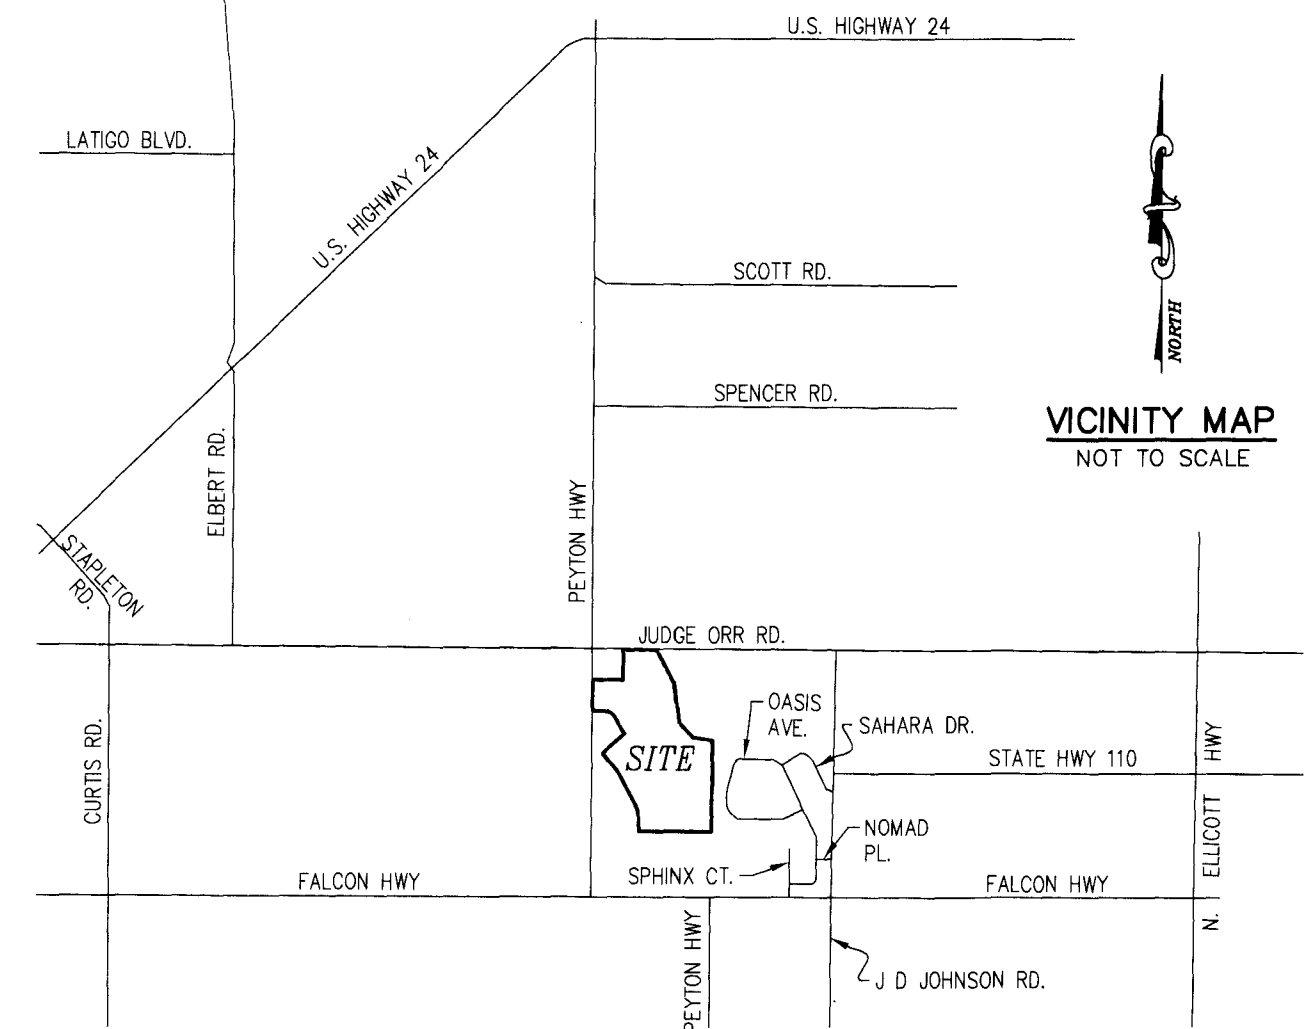 U.S. HIGHWAY 24
LATIGO BLVD.
U.S. HIGHWAY 24
SCOTT RD.
NORTH
SPENCER RD.
VICINITY MAP
NOT TO SCALE
ELBERT RD.
PEYTON HWY
STAPLETON
RD.
JUDGE ORR RD.
OASIS
AVE.
SAHARA DR.
CURTIS RD.
SITE
STATE HWY 110
N. ELLICOTT HWY
NOMAD
PL.
SPHINX CT.
FALCON HWY
FALCON HWY
PEYTON HWY
J D JOHNSON RD.